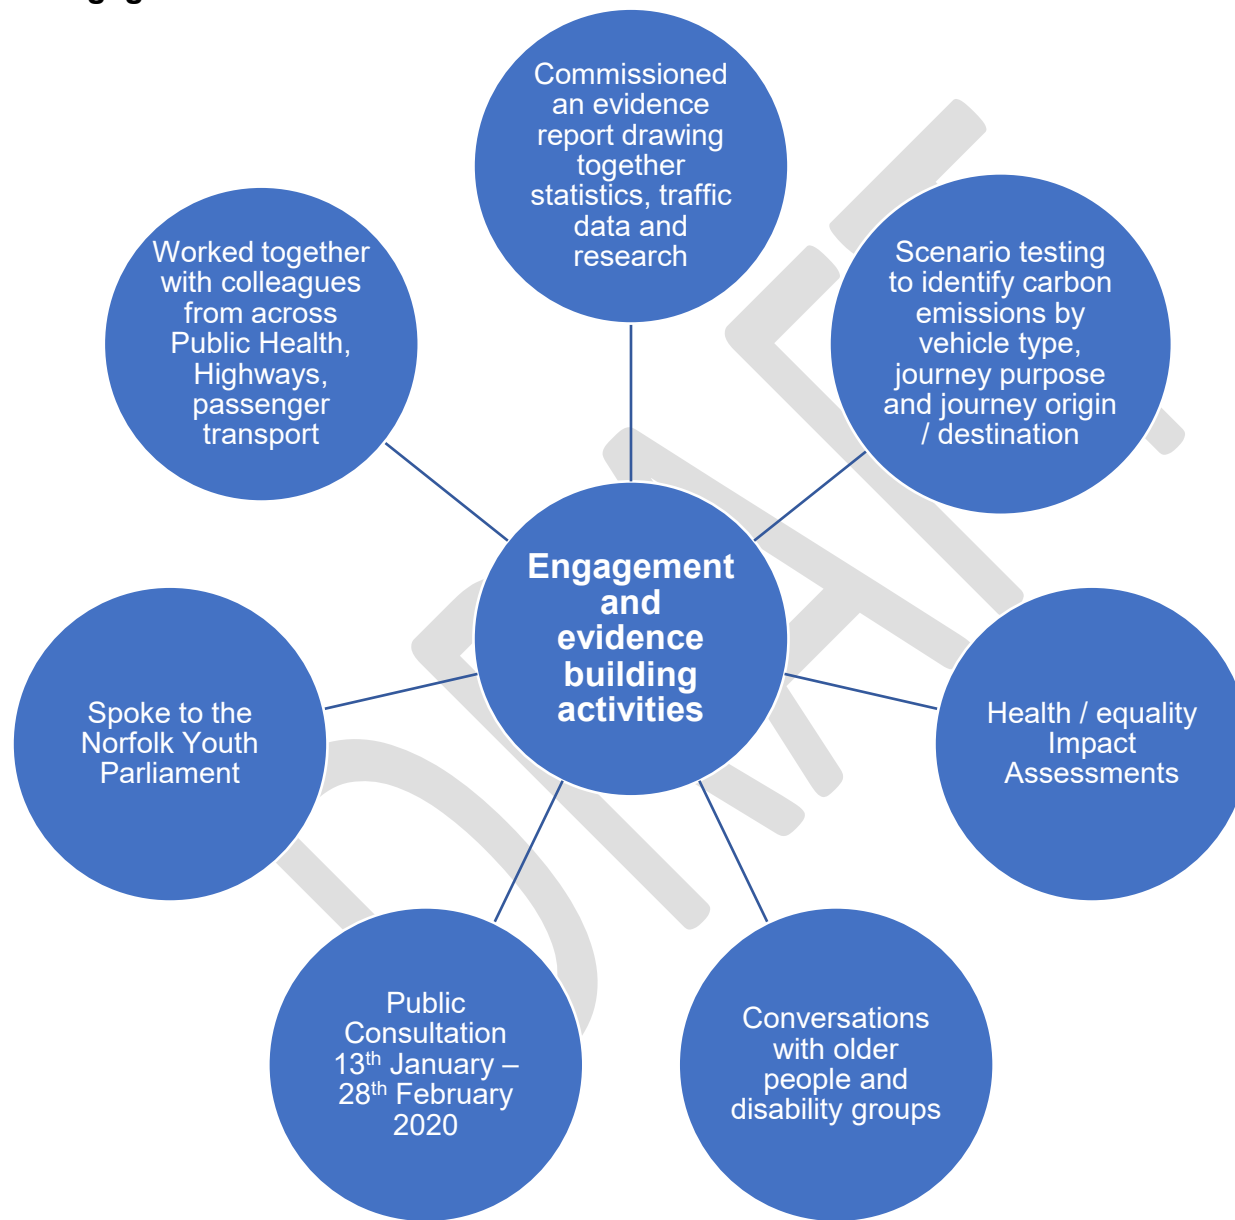 Commissioned
an evidence
report drawing
together
statistics, traffic
data and
research
Scenario testing
to identify carbon
emissions by
vehicle type,
journey purpose
and journey origin
/ destination
Health / equality
Impact
Assessments
Conversations
with older
people and
disability groups
Public
Consultation
13th January –
28th February
2020
Spoke to the
Norfolk Youth
Parliament
Worked together
with colleagues
from across
Public Health,
Highways,
passenger
transport
Engagement
and
evidence
building
activities
DRAFT